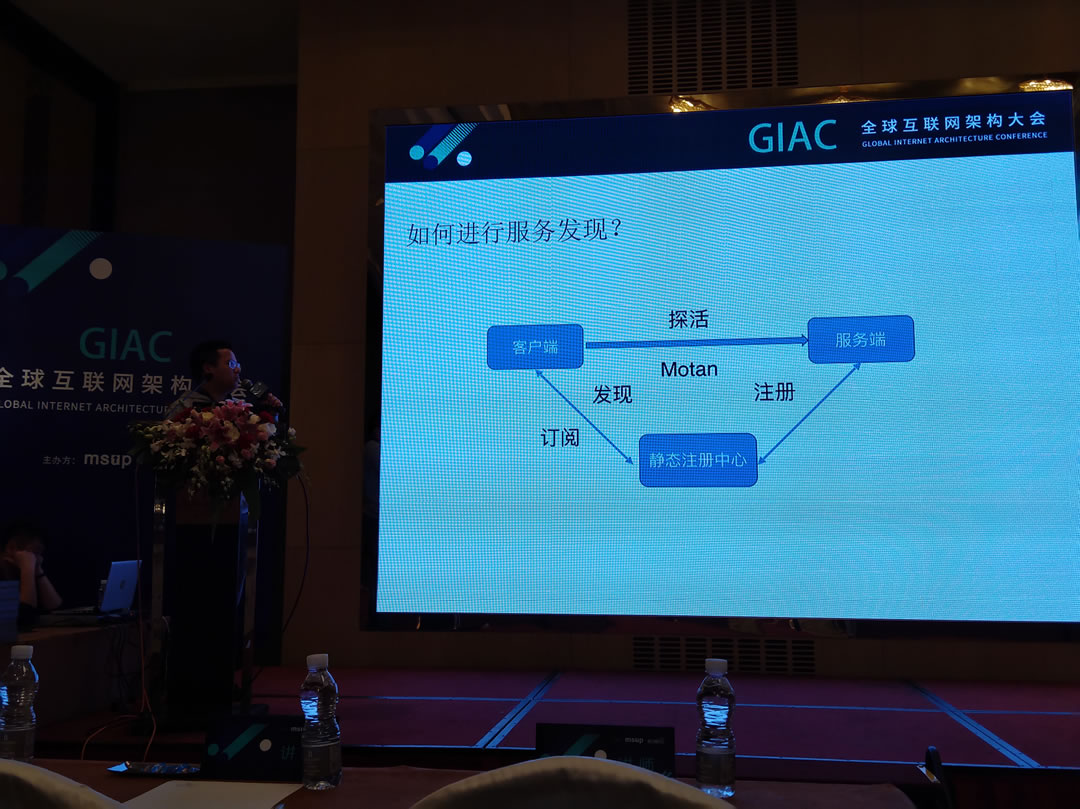 GIAC
全球互联网架构大会
GLOBAL INTERNET ARCHITECTURE CONFERENCE
如何进行服务发现?
探活
客户端
服务端
Motan
发现
注册
订阅
静态注册中心
GIAC
全球互联网架构
GLOBAL INTERNET
主办方: msup
讲
msup
讲师